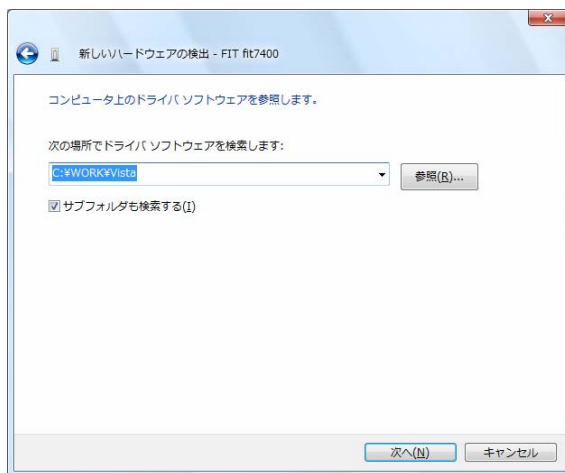 新しいハードウェアの検出 - FIT fit7400
コンピュータ上のドライバ ソフトウェアを参照します。
次の場所でドライバ ソフトウェアを検索します:
C:¥WORK¥Vista
参照(R)...
サブフォルダも検索する(I)
次へ(N)
キャンセル